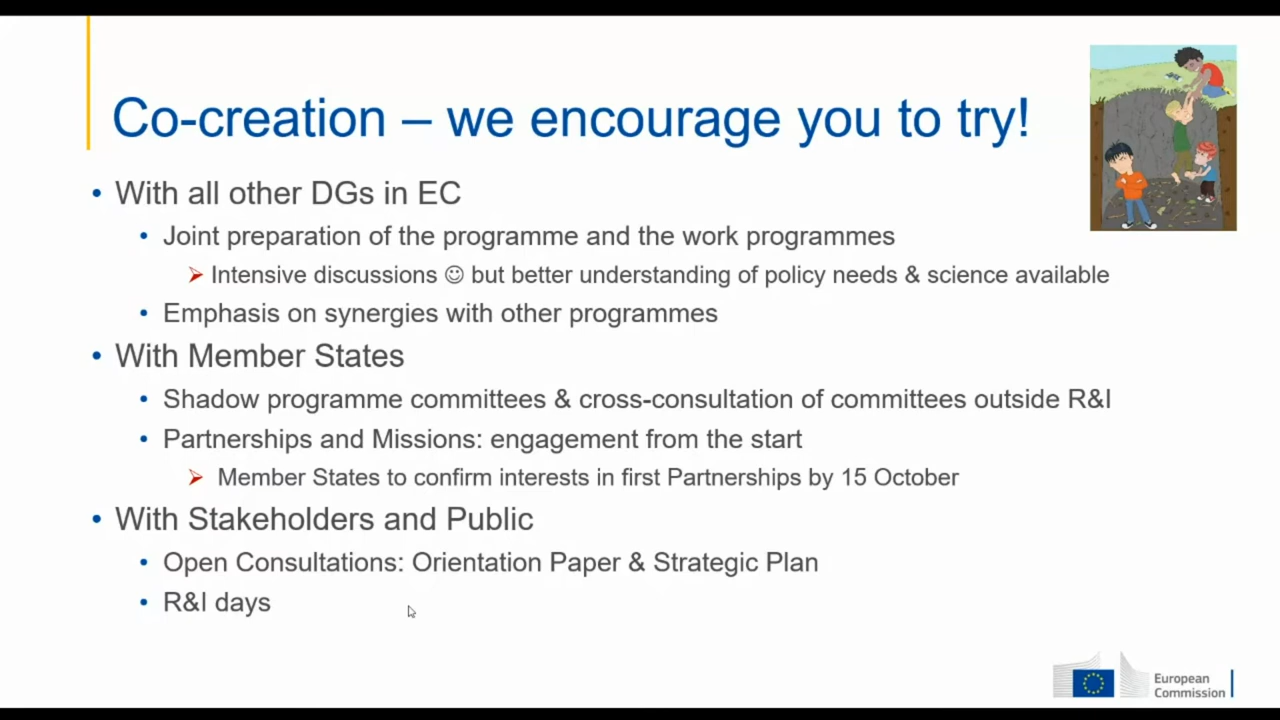 Co-creation – we encourage you to try!
• With all other DGs in EC
• Joint preparation of the programme and the work programmes
➢ Intensive discussions ☺ but better understanding of policy needs & science available
• Emphasis on synergies with other programmes
• With Member States
• Shadow programme committees & cross-consultation of committees outside R&I
• Partnerships and Missions: engagement from the start
➢ Member States to confirm interests in first Partnerships by 15 October
• With Stakeholders and Public
• Open Consultations: Orientation Paper & Strategic Plan
• R&I days
European
Commission